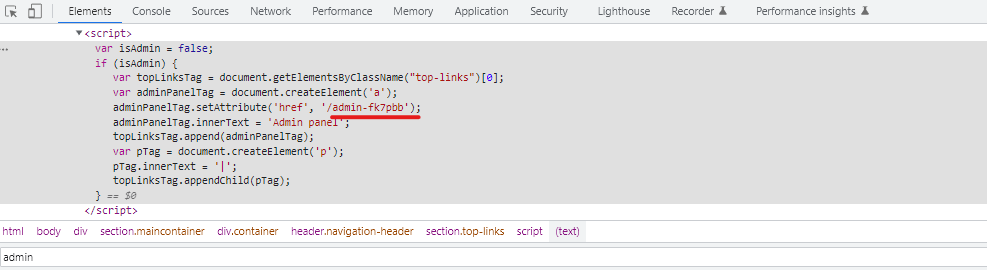 Elements Console Sources Network Performance Memory Application Security Lighthouse Recorder Performance insights
<script>
var isAdmin = false;
if (isAdmin) {
var topLinksTag = document.getElementsByClassName("top-links")[0];
var adminPanelTag = document.createElement('a');
adminPanelTag.setAttribute('href', '/admin-fk7pbb');
adminPanelTag.innerText = 'Admin panel';
topLinksTag.append(adminPanelTag);
var pTag = document.createElement('p');
pTag.innerText = '|';
topLinksTag.appendChild(pTag);
} == $0
</script>
html body div section.maincontainer div.container header.navigation-header section.top-links script (text)
admin